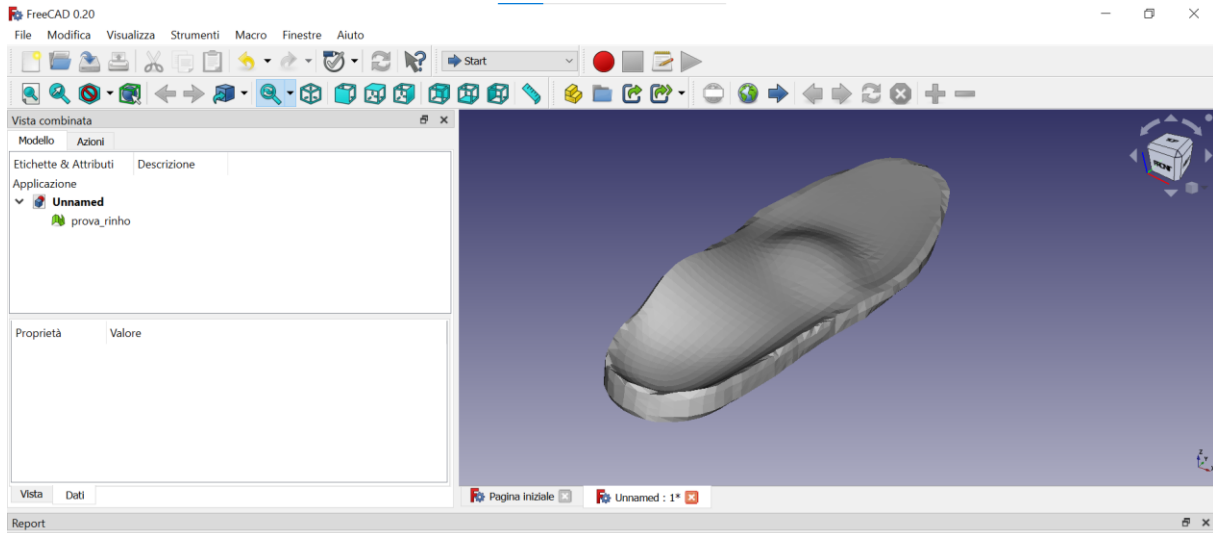 FreeCAD 0.20
File Modifica Visualizza Strumenti Macro Finestre Aiuto
Start
Vista combinata
Modello Azioni
Etichette & Attributi Descrizione
Applicazione
Unnamed
prova_rinho
Proprietà Valore
Vista Dati
Pagina iniziale Unnamed : 1*
Report